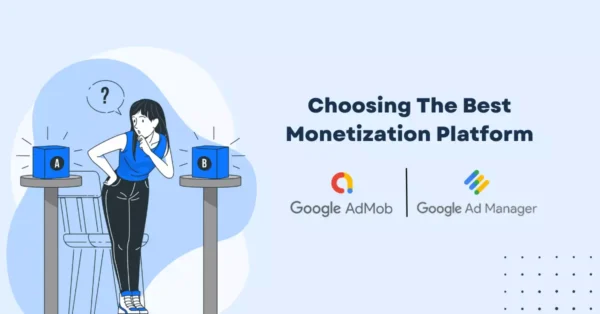 ?
A
B
Choosing The Best
Monetization Platform
Google AdMob
Google Ad Manager